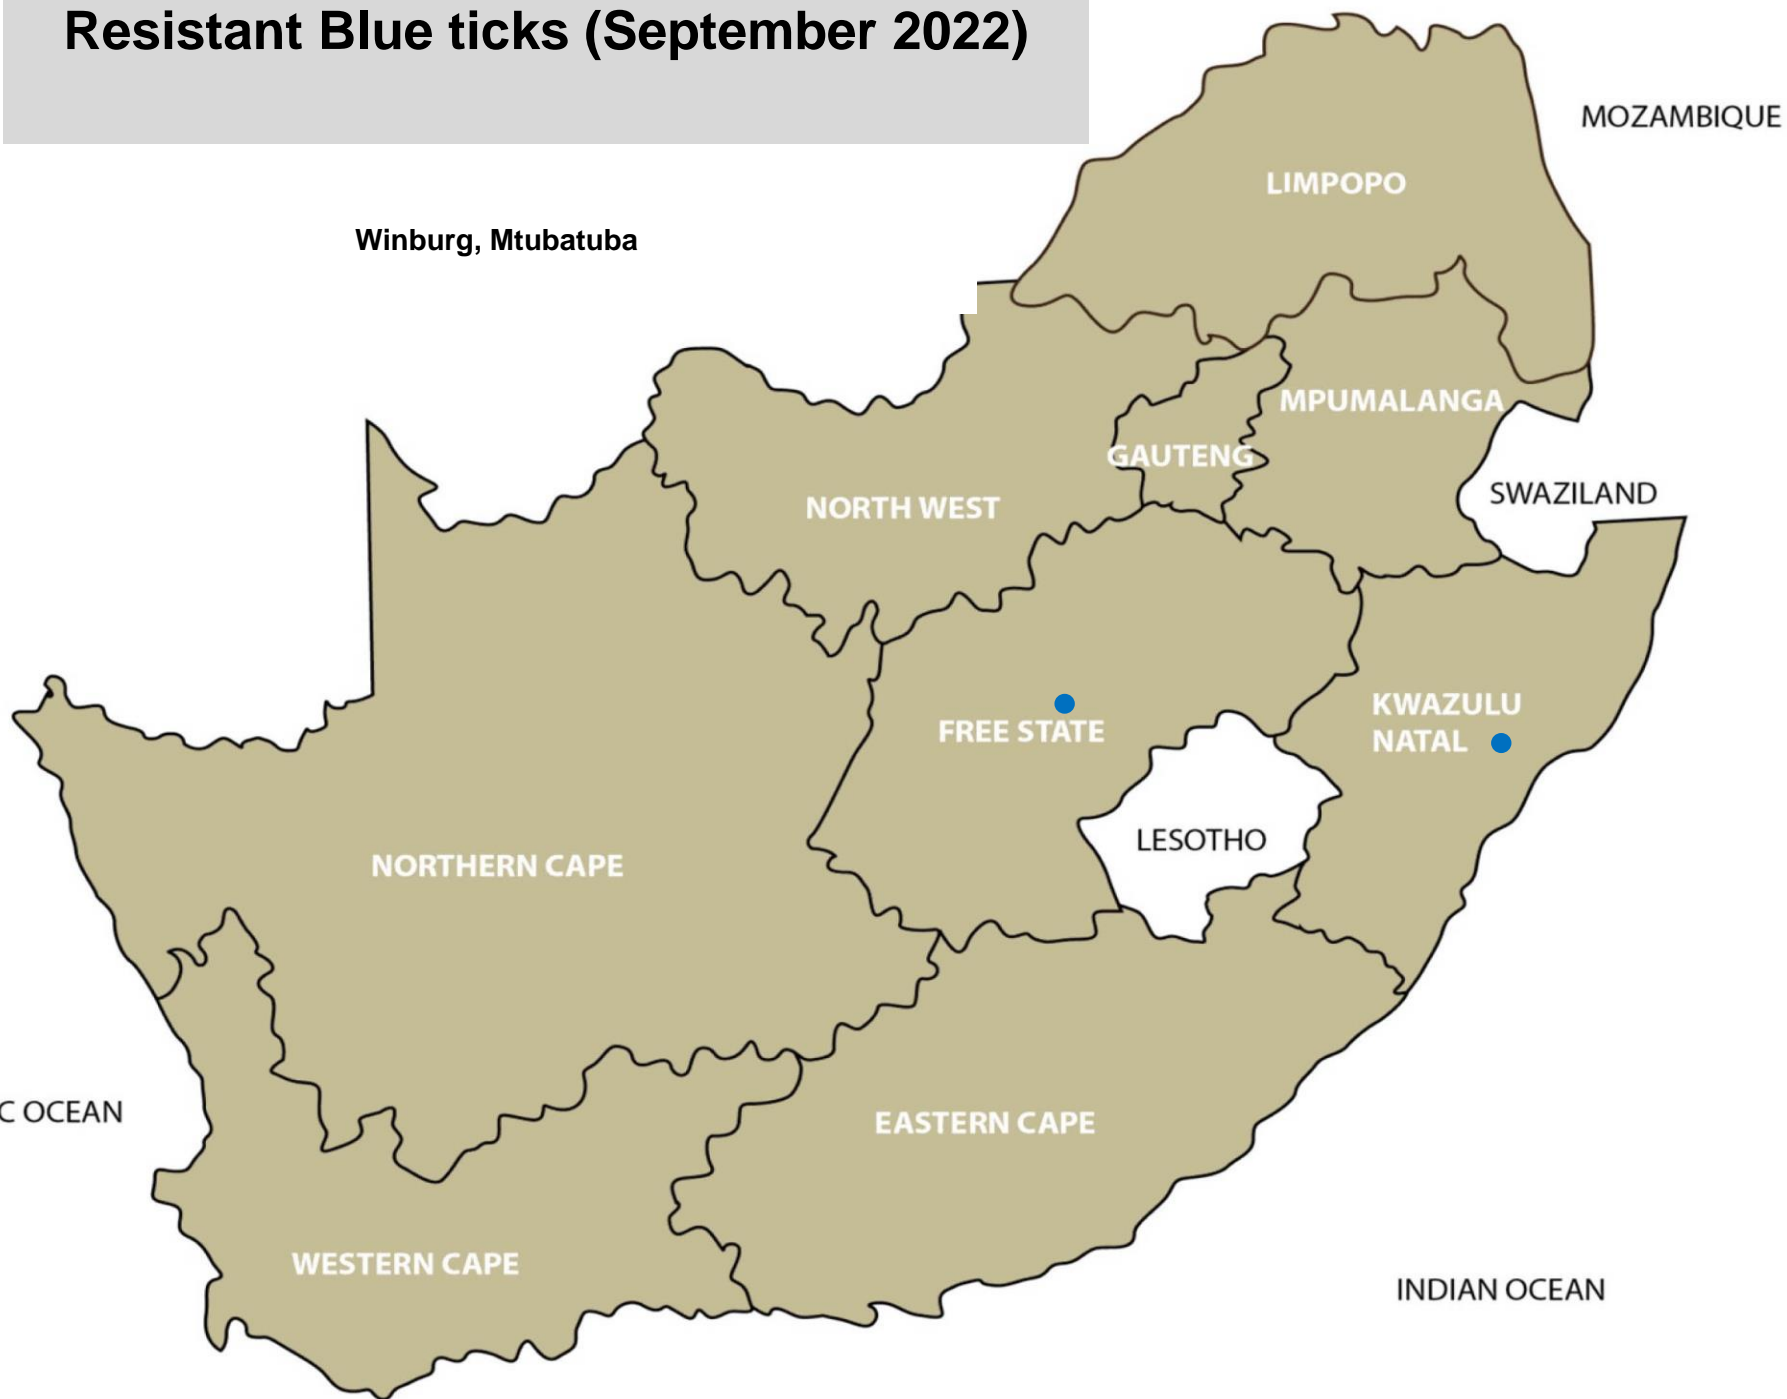 Resistant Blue ticks (September 2022)
MOZAMBIQUE
LIMPOPO
Winburg, Mtubatuba
MPUMALANGA
GAUTENG
SWAZILAND
NORTH WEST
KWAZULU
NATAL
FREE STATE
LESOTHO
NORTHERN CAPE
C OCEAN
EASTERN CAPE
WESTERN CAPE
INDIAN OCEAN